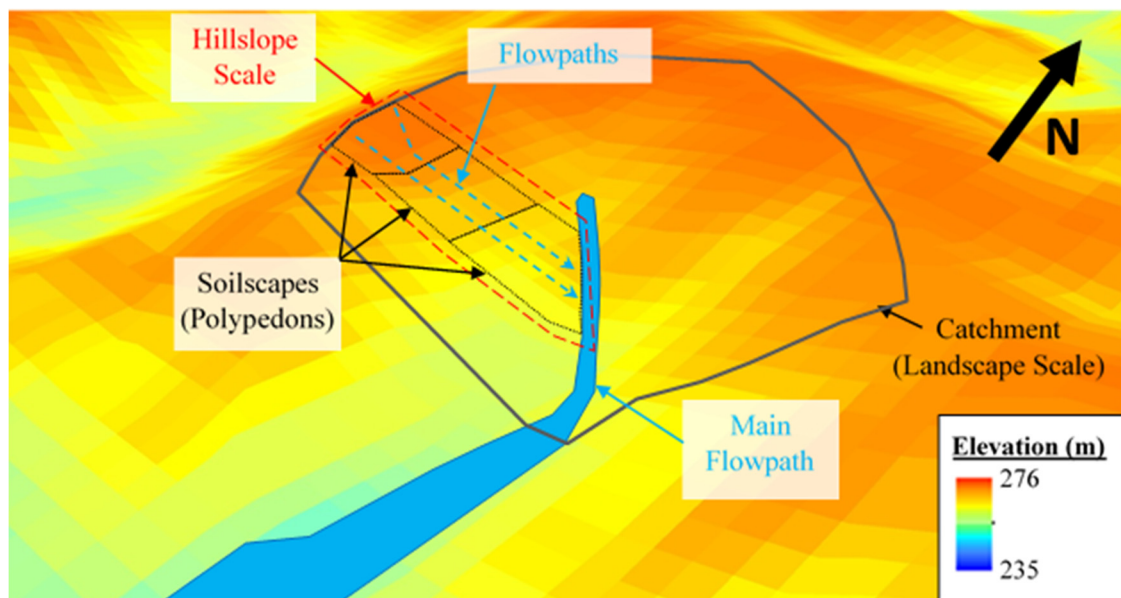 Hillslope
Scale
Flowpaths
N
Soilscapes
(Polypedons)
Catchment
(Landscape Scale)
Main
Flowpath
Elevation (m)
276
235